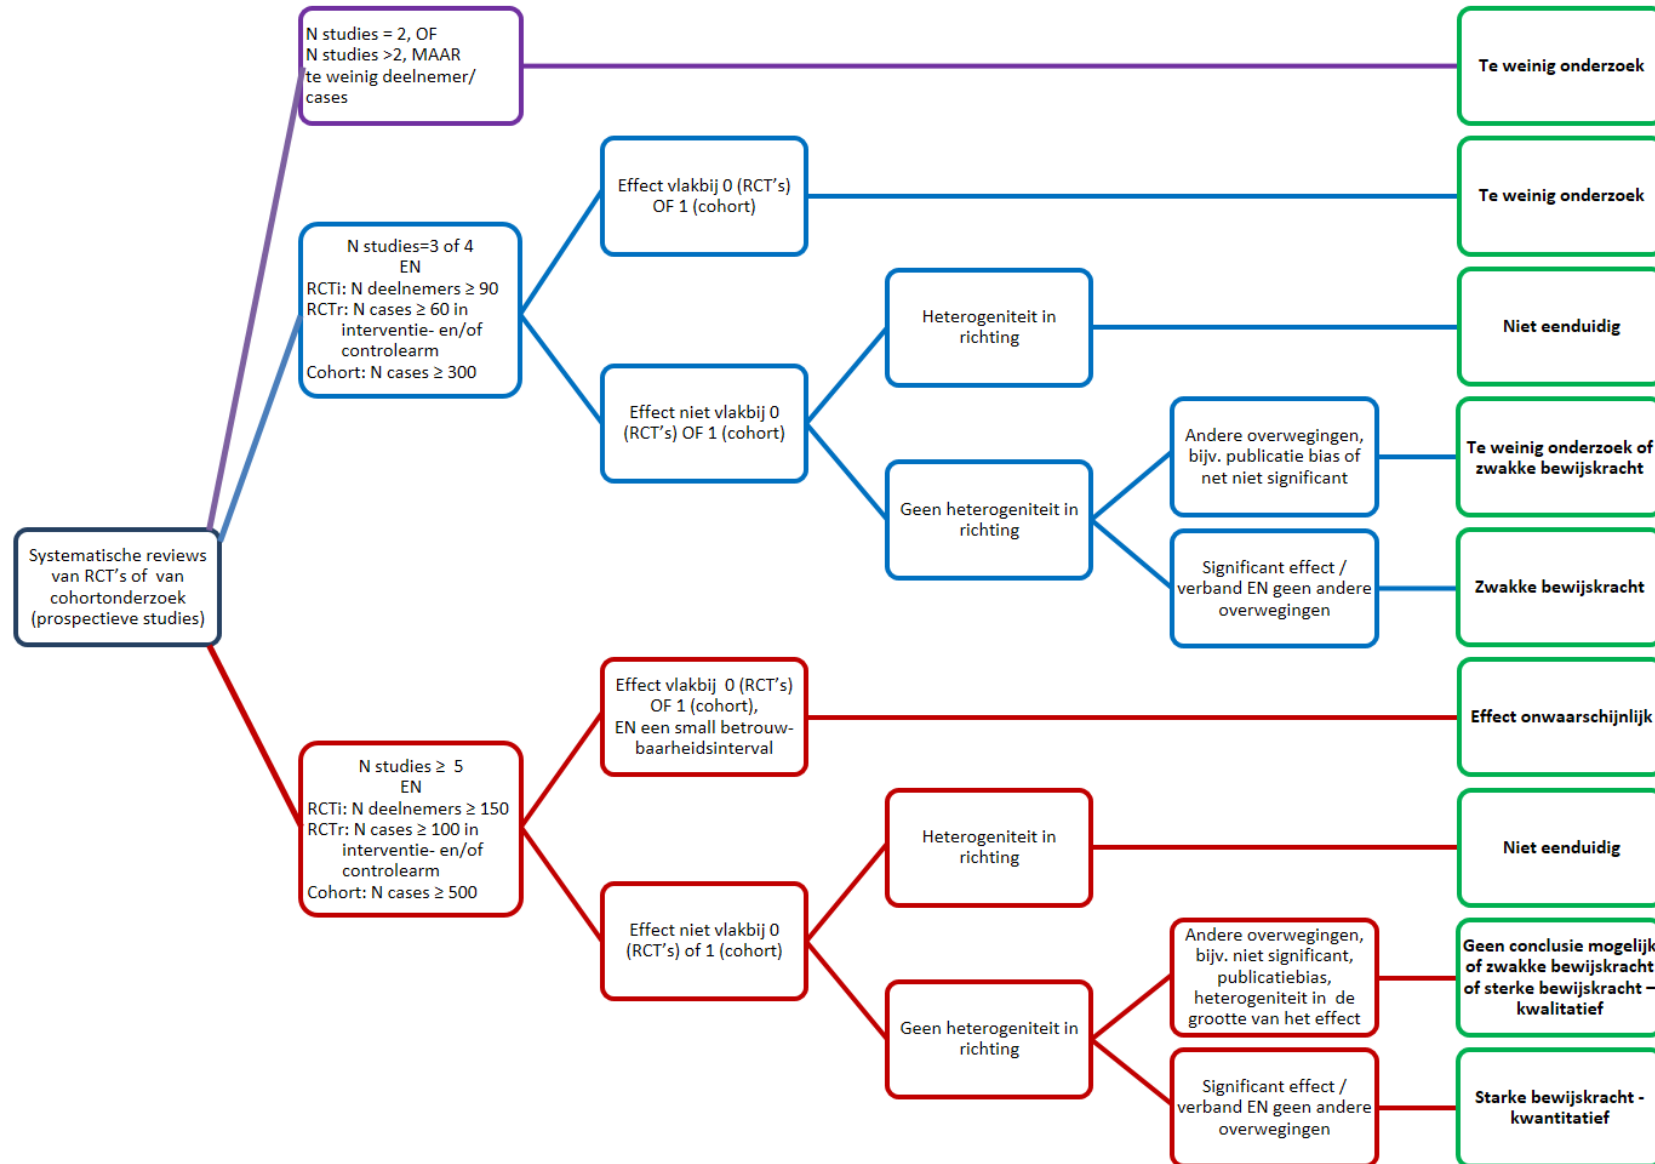 N studies = 2, OF
N studies >2, MAAR
te weinig deelnemer/
cases
Te weinig onderzoek
Effect vlakbij 0 (RCT's)
OF 1 (cohort)
Te weinig onderzoek
N studies=3 of 4
EN
RCTi: N deelnemers ≥ 90
RCTr: N cases ≥ 60 in
interventie- en/of
controlearm
Cohort: N cases ≥ 300
Heterogeniteit in
richting
Niet eenduidig
Effect niet vlakbij 0
(RCT's) OF 1 (cohort)
Andere overwegingen,
bijv. publicatie bias of
net niet significant
Te weinig onderzoek of
zwakke bewijskracht
Geen heterogeniteit in
richting
Significant effect /
verband EN geen andere
overwegingen
Zwakke bewijskracht
Systematische reviews
van RCT's of  van
cohortonderzoek
(prospectieve studies)
Effect vlakbij  0 (RCT's)
OF 1 (cohort),
EN een small betrouw-
baarheidsinterval
Effect onwaarschijnlijk
N studies ≥  5
EN
RCTi: N deelnemers ≥ 150
RCTr: N cases ≥ 100 in
interventie- en/of
controlearm
Cohort: N cases ≥ 500
Heterogeniteit in
richting
Niet eenduidig
Effect niet vlakbij 0
(RCT's) of 1 (cohort)
Andere overwegingen,
bijv. niet significant,
publicatiebias,
heterogeniteit in  de
grootte van het effect
Geen conclusie mogelijk
of zwakke bewijskracht
of sterke bewijskracht –
kwalitatief
Geen heterogeniteit in
richting
Significant effect /
verband EN geen andere
overwegingen
Starke bewijskracht -
kwantitatief